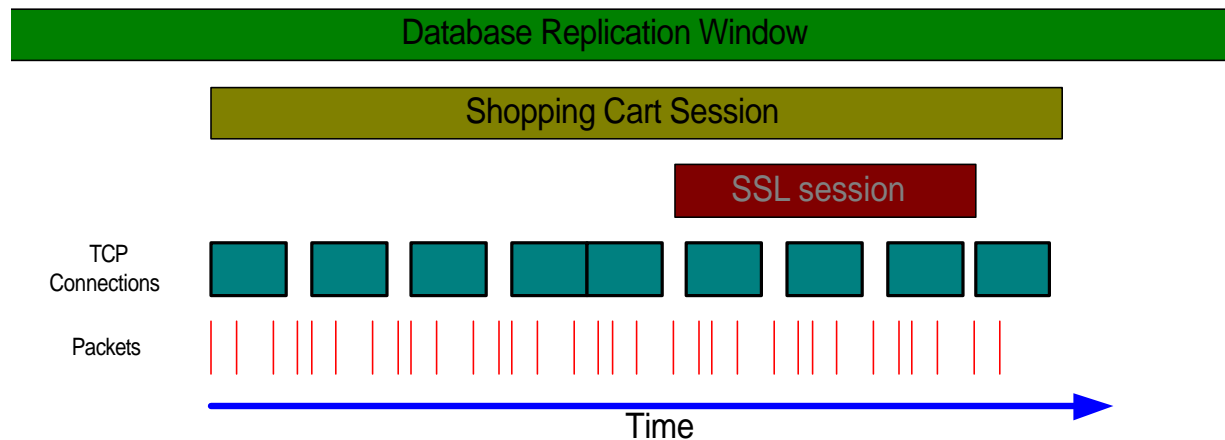 Database Replication Window
Shopping Cart Session
SSL session
TCP
Connections
Packets
Time